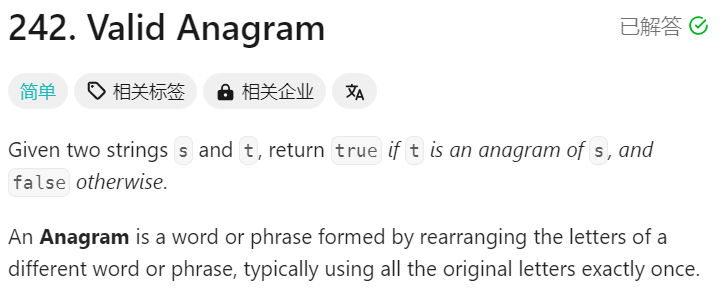 242. Valid Anagram
已解答
简单 相关标签 相关企业
Given two strings s and t, return true if t is an anagram of s, and
false otherwise.
An Anagram is a word or phrase formed by rearranging the letters of a
different word or phrase, typically using all the original letters exactly once.